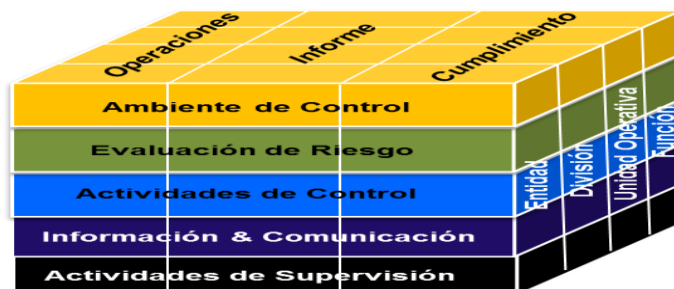 Operaciones
Informe
Cumplimiento
Ambiente de Control
Evaluación de Riesgo
Actividades de Control
Información & Comunicación
Actividades de Supervisión
Entidad
División
Unidad Operativa
Función